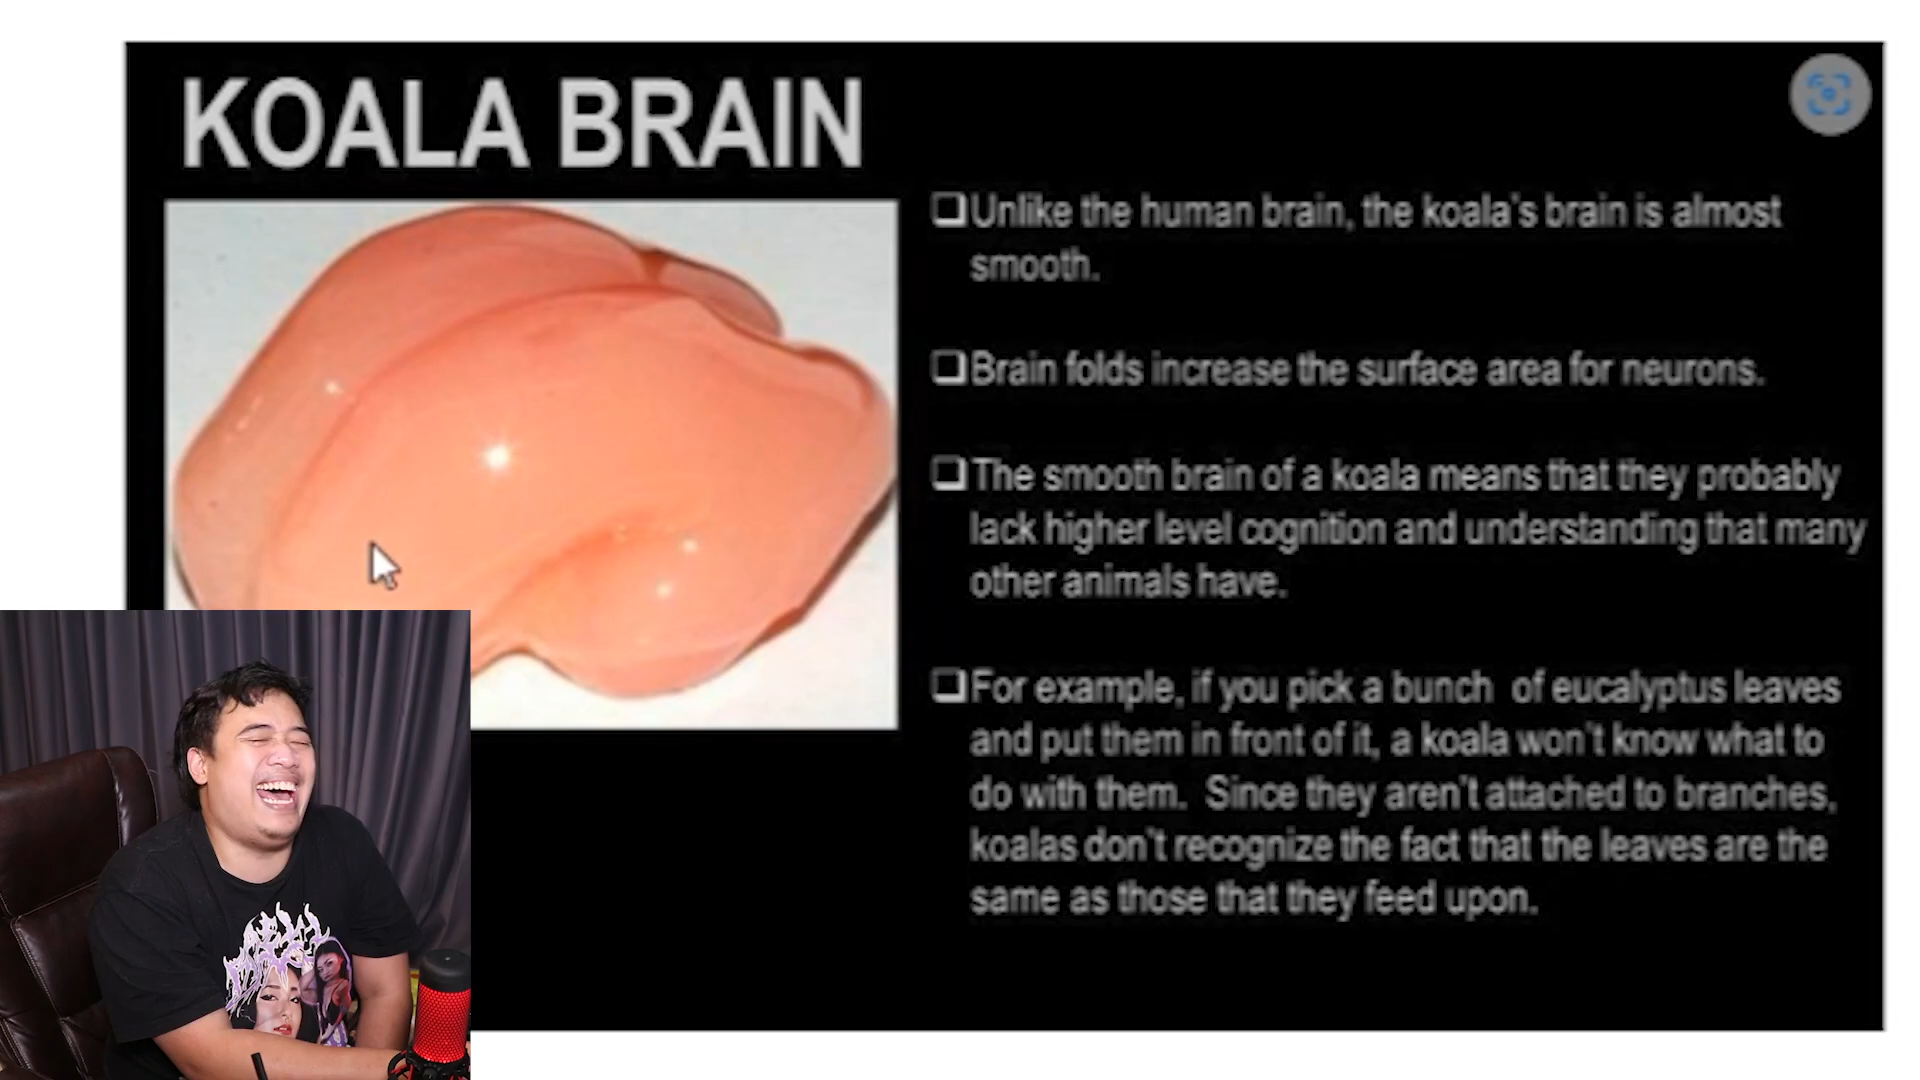 KOALA BRAIN
Unlike the human brain, the koala's brain is almost
smooth.
Brain folds increase the surface area for neurons.
The smooth brain of a koala means that they probably
lack higher level cognition and understanding that many
other animals have.
For example, if you pick a bunch of eucalyptus leaves
and put them in front of it, a koala won't know what to
do with them. Since they aren't attached to branches,
koalas don't recognize the fact that the leaves are the
same as those that they feed upon.